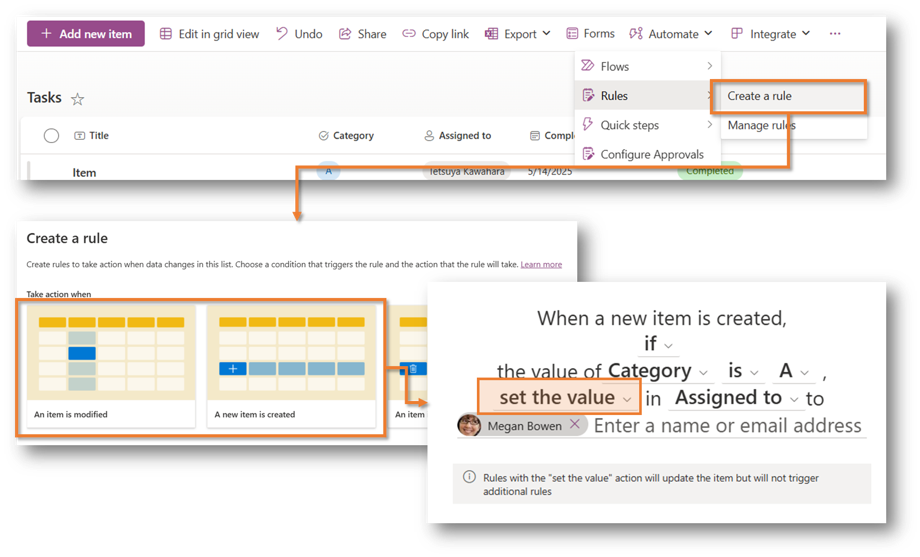 Add new item Edit in grid view Undo Share Copy link Export Forms Automate Integrate
Flows
Tasks
Rules Create a rule
Title Category Assigned to Quick steps Manage rules
Configure Approvals
Item A Tetsuya Kawahara 5/14/2025 Completed
Create a rule
Create rules to take action when data changes in this list. Choose a condition that triggers the rule and the action that the rule will take. Learn more
Take action when
An item is modified A new item is created An item
When a new item is created,
if
the value of Category is A ,
set the value in Assigned to to
Megan Bowen Enter a name or email address
Rules with the "set the value" action will update the item but will not trigger
additional rules